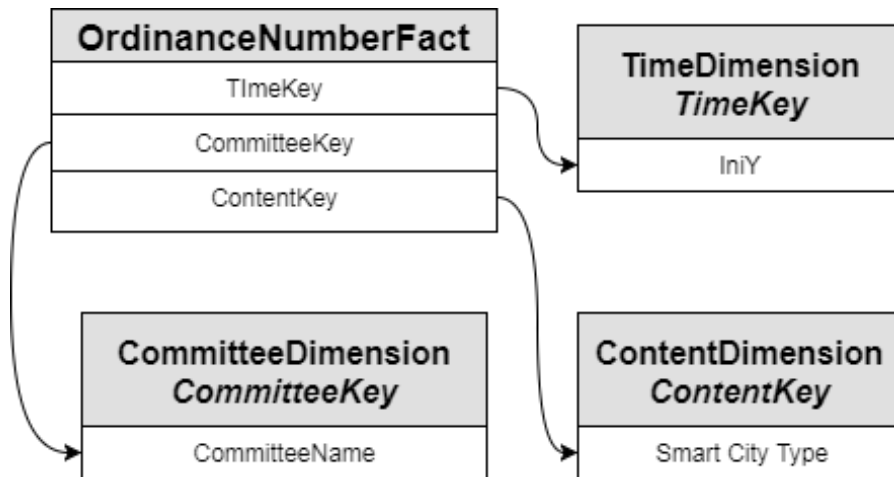 OrdinanceNumberFact
TImeKey
CommitteeKey
ContentKey
TimeDimension
TimeKey
IniY
CommitteeDimension
CommitteeKey
CommitteeName
ContentDimension
ContentKey
Smart City Type